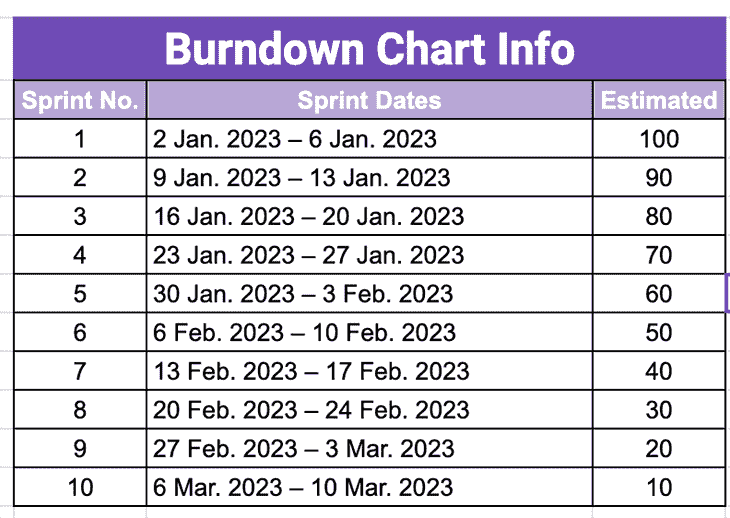 Burndown Chart Info
Sprint No. Sprint Dates Estimated
1 2 Jan. 2023 – 6 Jan. 2023 100
2 9 Jan. 2023 – 13 Jan. 2023 90
3 16 Jan. 2023 – 20 Jan. 2023 80
4 23 Jan. 2023 – 27 Jan. 2023 70
5 30 Jan. 2023 – 3 Feb. 2023 60
6 6 Feb. 2023 – 10 Feb. 2023 50
7 13 Feb. 2023 – 17 Feb. 2023 40
8 20 Feb. 2023 – 24 Feb. 2023 30
9 27 Feb. 2023 – 3 Mar. 2023 20
10 6 Mar. 2023 – 10 Mar. 2023 10